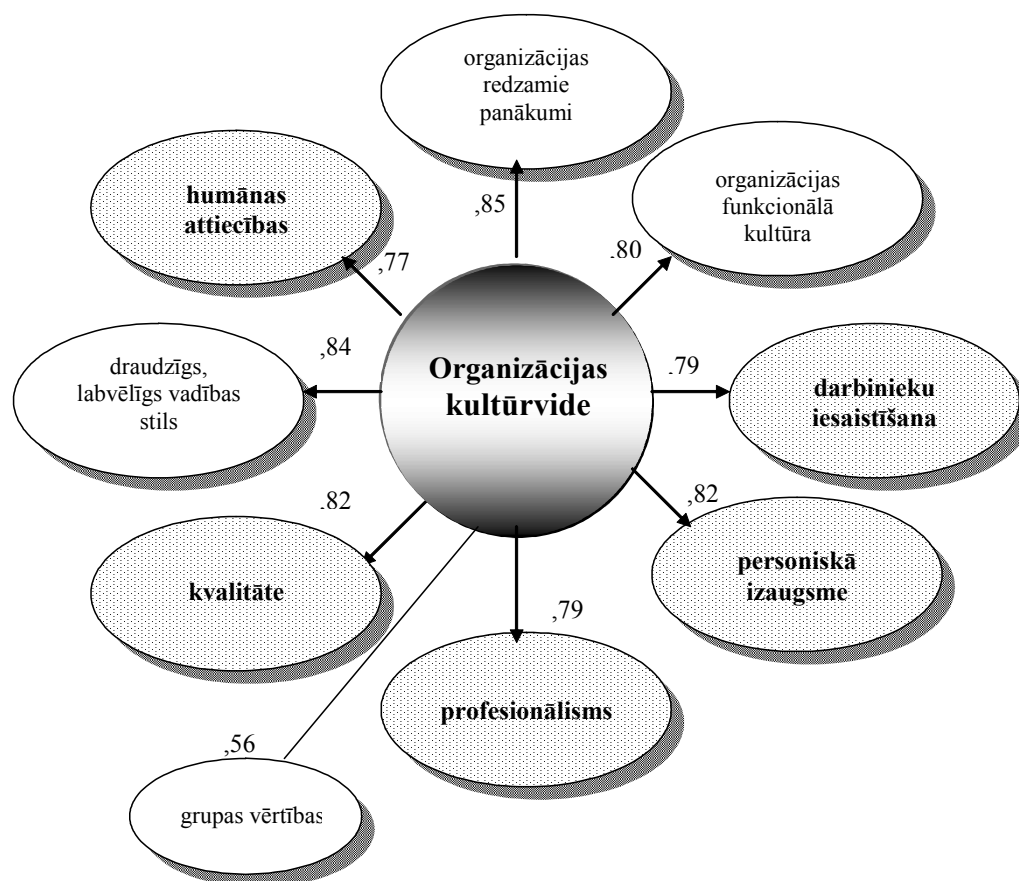 organizācijas
redzamie
panākumi
humānas
attiecības
organizācijas
funkcionālā
kultūra
,85
.80
,77
,84
draudzīgs,
labvēlīgs vadības
stils
Organizācijas
kultūrvide
.79
darbinieku
iesaistīšana
.82
,82
kvalitāte
personiskā
izaugsme
,79
profesionālisms
,56
grupas vērtības